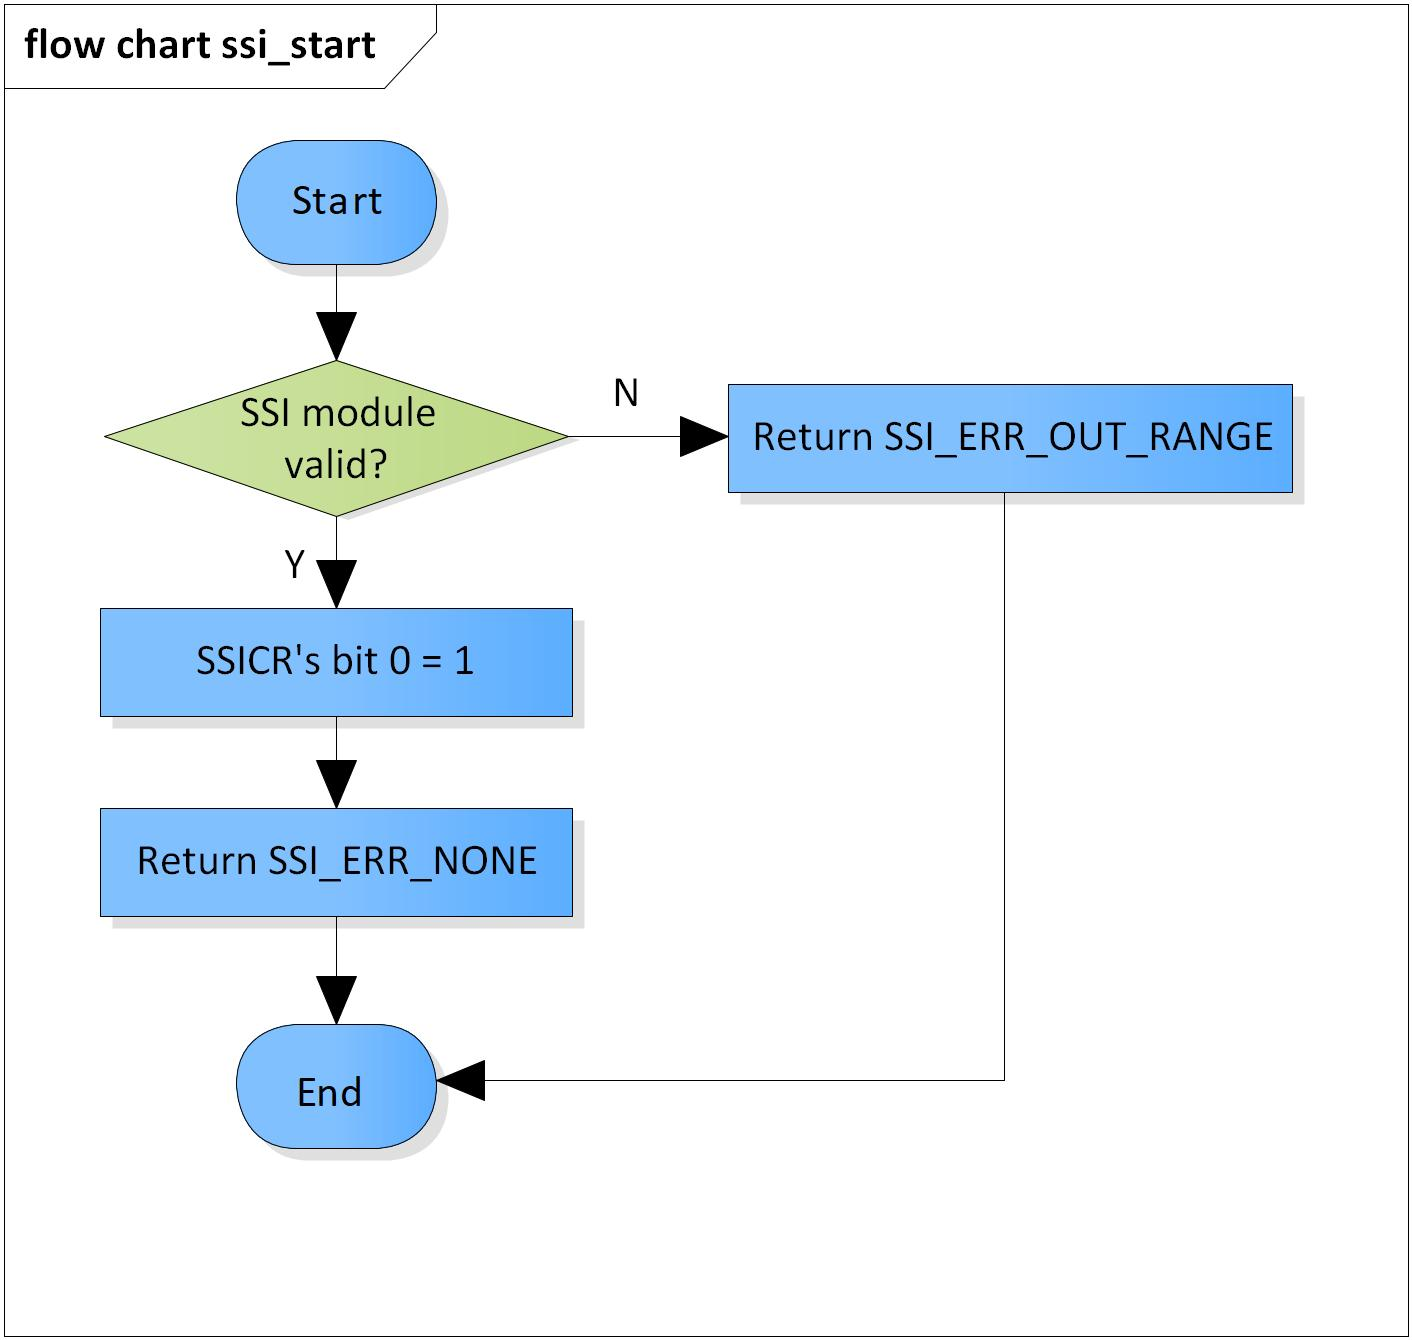 flow chart ssi_start
Start
SSI module
valid?
N
Return SSI_ERR_OUT_RANGE
Y
SSICR's bit 0 = 1
Return SSI_ERR_NONE
End